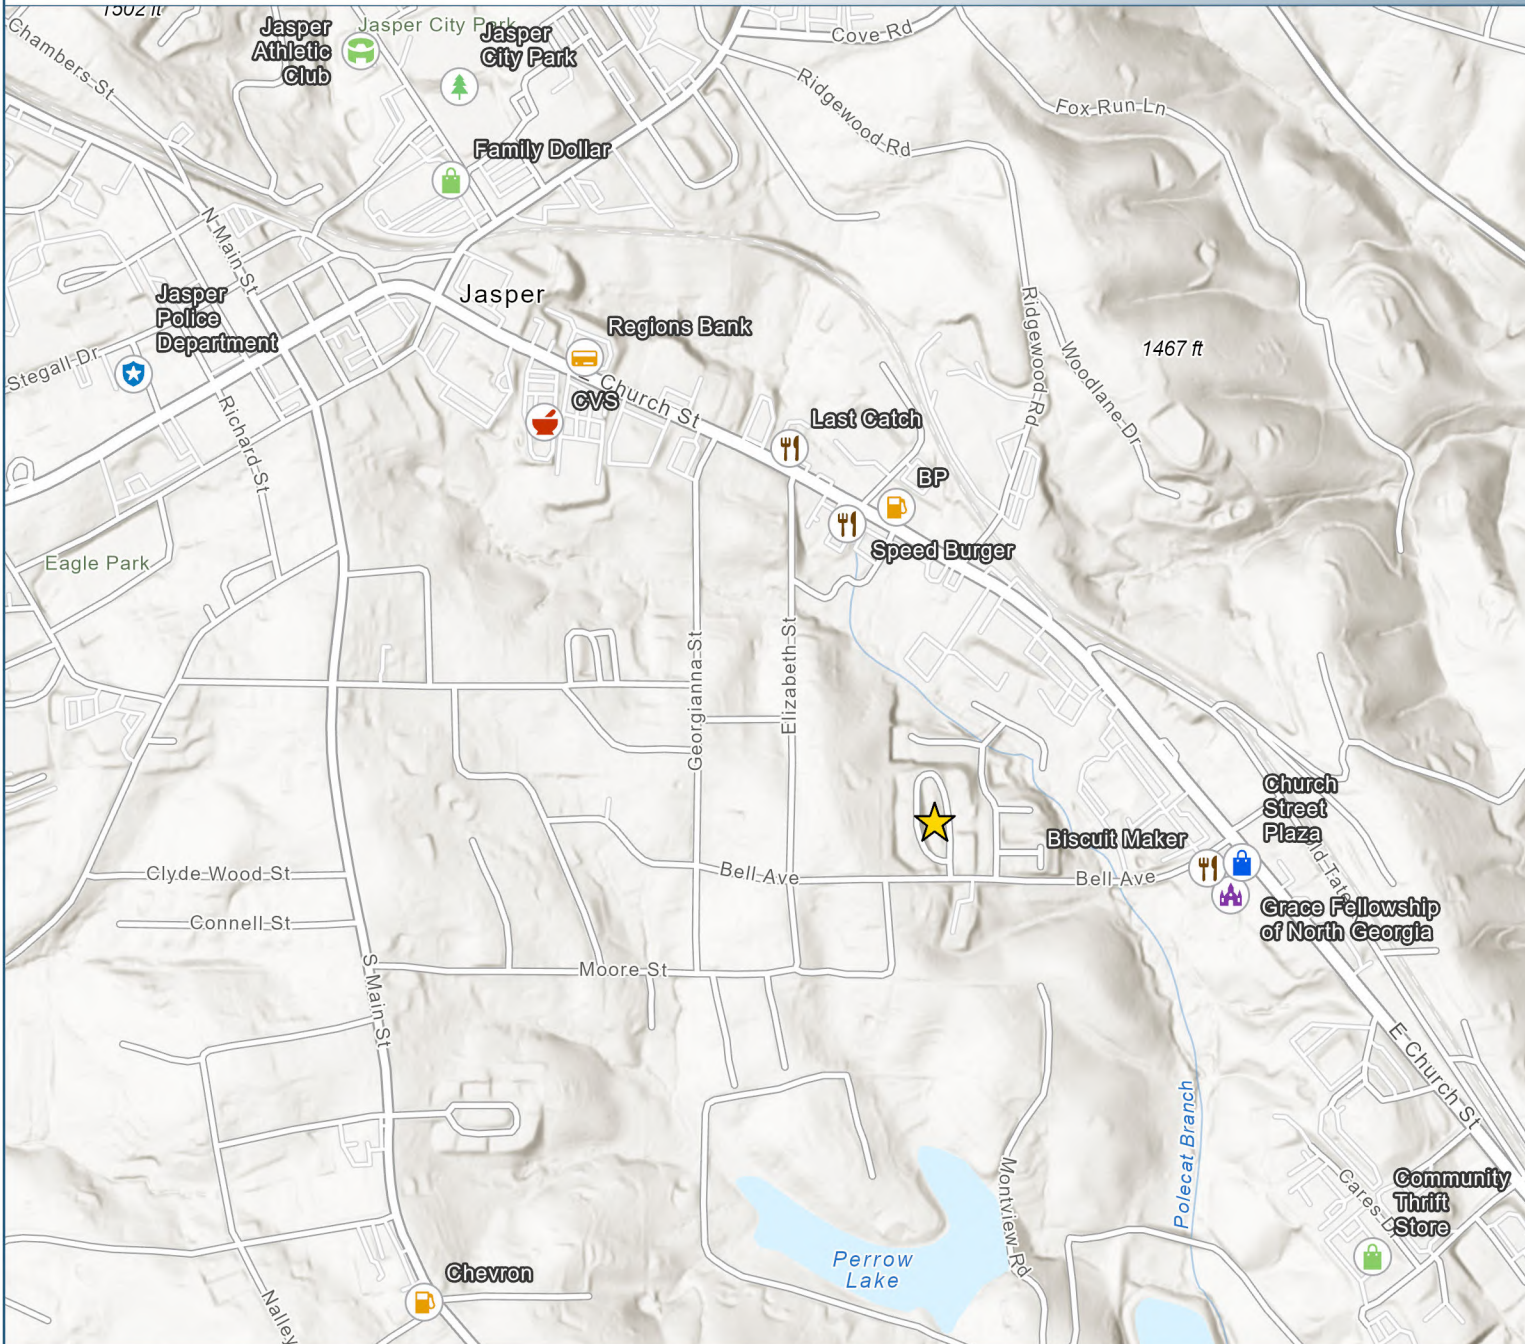 1502 ft
Jasper City Park
Chambers St
Jasper
Athletic
Club
Jasper
City Park
Cove Rd
Ridgewood Rd
Fox Run Ln
Family Dollar
N Main St
Jasper
Police
Department
Jasper
Regions Bank
Stegall Dr
Ridgewood Rd
Woodlane Dr
1467 ft
CVS
E Church St
Richard St
Last Catch
BP
Speed Burger
Eagle Park
Georgianna St
Elizabeth St
Church
Street
Plaza
Biscuit Maker
Clyde Wood St
Bell Ave
Bell Ave
Connell St
Grace Fellowship
of North Georgia
Moore St
S Main St
E Church St
Polecat Branch
Montview Rd
Cares D
Community
Thrift
Store
Perrow
Lake
Chevron
Nalley